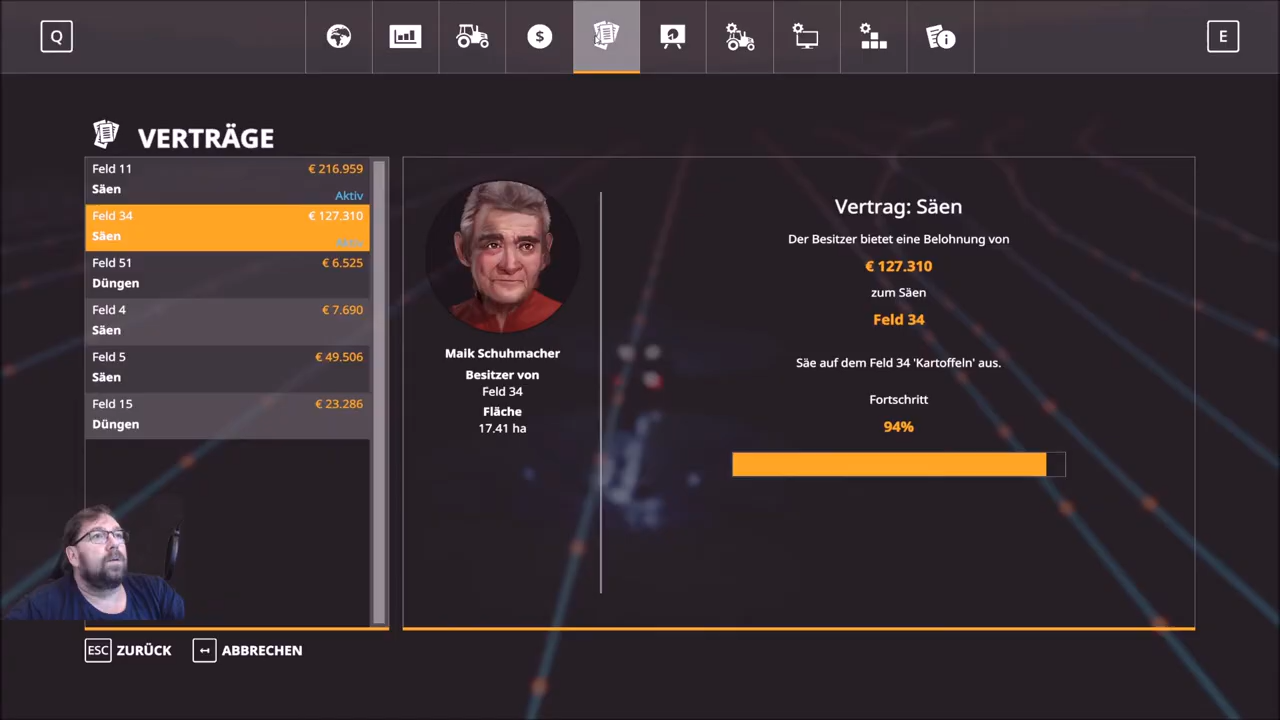 Q
$
E
VERTRÄGE
Feld 11 € 216.959
Säen
Aktiv
Feld 34 € 127.310
Säen
Aktiv
Feld 51 € 6.525
Düngen
Feld 4 € 7.690
Säen
Feld 5 € 49.506
Säen
Feld 15 € 23.286
Düngen
Maik Schuhmacher
Besitzer von
Feld 34
Fläche
17.41 ha
Vertrag: Säen
Der Besitzer bietet eine Belohnung von
€ 127.310
zum Säen
Feld 34
Säe auf dem Feld 34 'Kartoffeln' aus.
Fortschritt
94%
ESC ZURÜCK ABBRECHEN